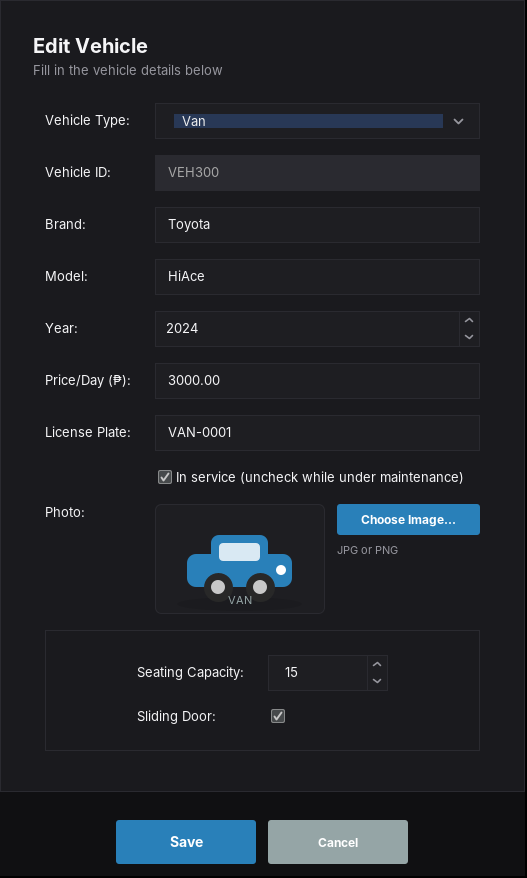 Edit Vehicle
Fill in the vehicle details below
Vehicle Type: Van
Vehicle ID: VEH300
Brand: Toyota
Model: HiAce
Year: 2024
Price/Day (₱): 3000.00
License Plate: VAN-0001
In service (uncheck while under maintenance)
Photo: Choose Image...
JPG or PNG
VAN
Seating Capacity: 15
Sliding Door:
Save Cancel